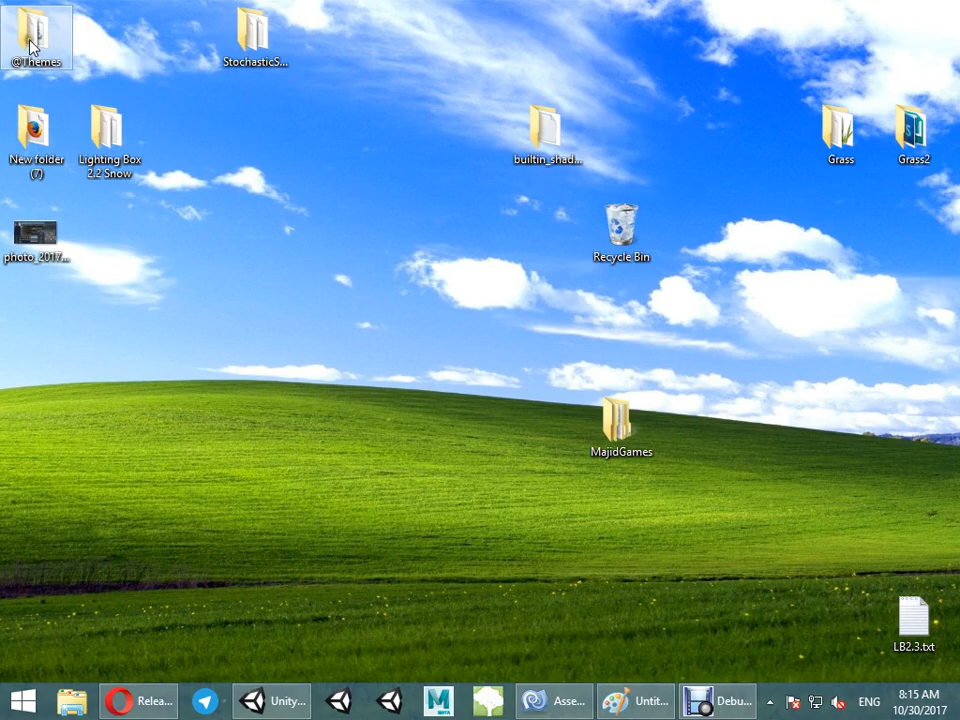 @Themes
StochasticS...
New folder
(7)
Lighting Box
2.2 Snow
builtin_shad...
Grass
Grass2
photo_2017...
Recycle Bin
MajidGames
LB2.3.txt
Relea...
Unity...
Asse...
Untit...
Debu...
ENG
8:15 AM
10/30/2017